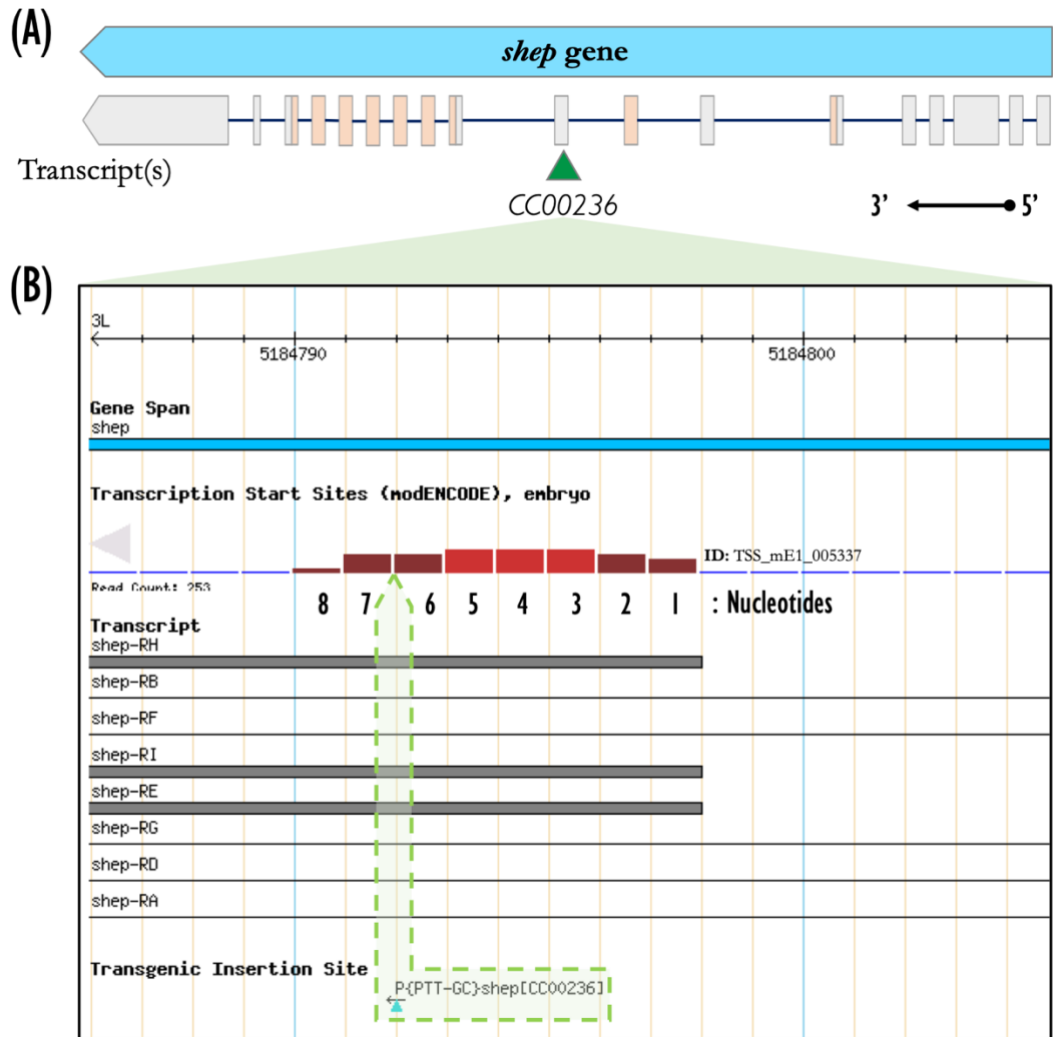 (A)
shep gene
Transcript(s)
CC00236
3’ 5’
(B)
3L
5184790 5184800
Gene Span
shep
Transcription Start Sites (modENCODE), embryo
ID: TSS_mE1_005337
Read Count: 253
8 7 6 5 4 3 2 1 : Nucleotides
Transcript
shep-RH
shep-RB
shep-RF
shep-RI
shep-RE
shep-RG
shep-RD
shep-RA
Transgenic Insertion Site
P{PTT-GC}shep[CC00236]